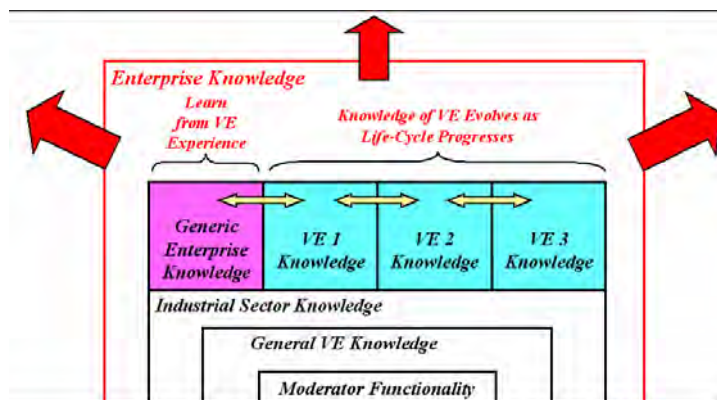 Enterprise Knowledge
Learn
from VE
Experience
Knowledge of VE Evolves as
Life-Cycle Progresses
Generic
Enterprise
Knowledge
VE 1
Knowledge
VE 2
Knowledge
VE 3
Knowledge
Industrial Sector Knowledge
General VE Knowledge
Moderator Functionality